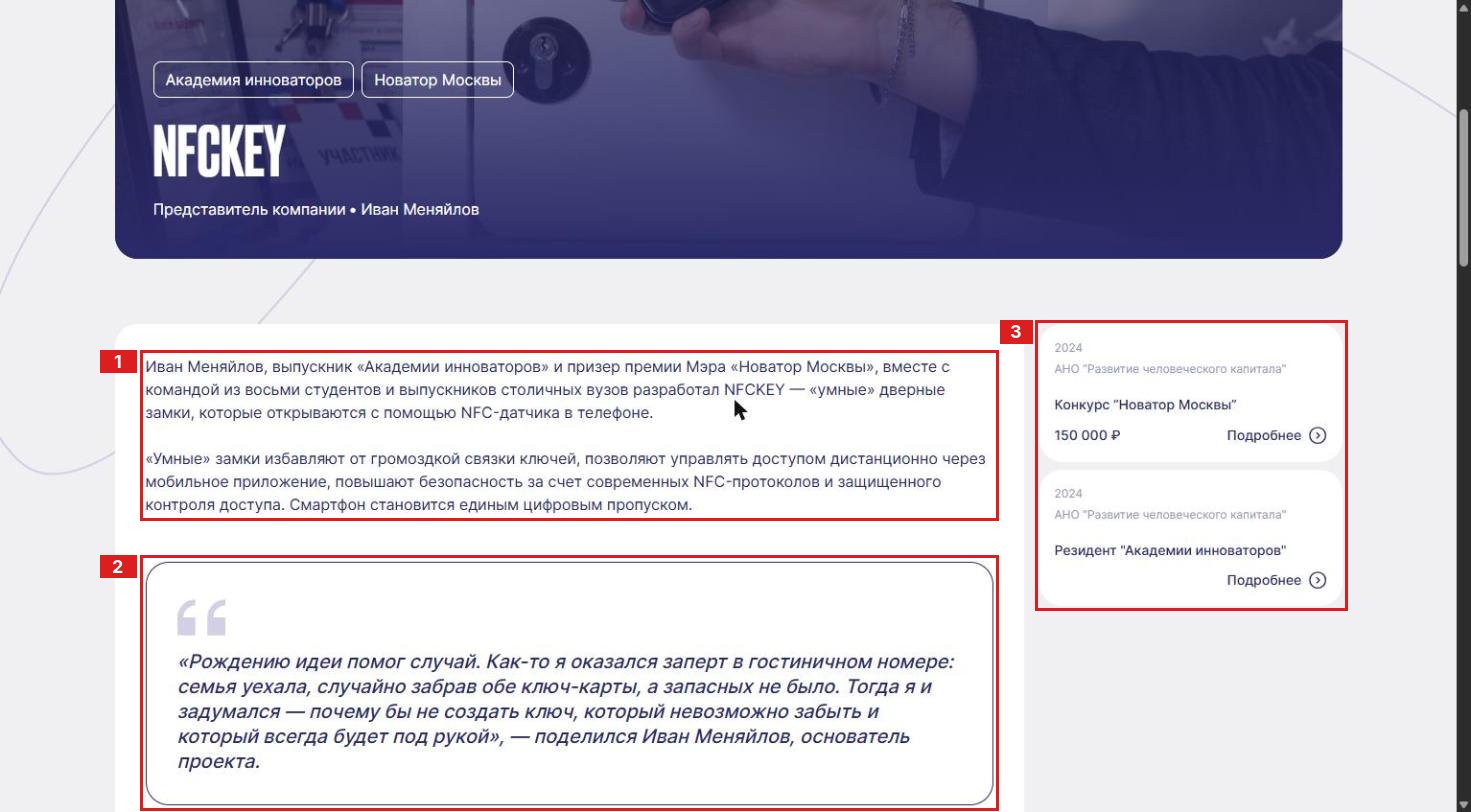 Академия инноваторов
Новатор Москвы
NFCKEY
УЧАСТНИК
Представитель компании • Иван Меняйлов
1
Иван Меняйлов, выпускник «Академии инноваторов» и призер премии Мэра «Новатор Москвы», вместе с
командой из восьми студентов и выпускников столичных вузов разработал NFCKEY — «умные» дверные
замки, которые открываются с помощью NFC-датчика в телефоне.
«Умные» замки избавляют от громоздкой связки ключей, позволяют управлять доступом дистанционно через
мобильное приложение, повышают безопасность за счет современных NFC-протоколов и защищенного
контроля доступа. Смартфон становится единым цифровым пропуском.
2
«Рождению идеи помог случай. Как-то я оказался заперт в гостиничном номере:
семья уехала, случайно забрав обе ключ-карты, а запасных не было. Тогда я и
задумался — почему бы не создать ключ, который невозможно забыть и
который всегда будет под рукой», — поделился Иван Меняйлов, основатель
проекта.
3
2024
АНО "Развитие человеческого капитала"
Конкурс "Новатор Москвы"
150 000 ₽
Подробнее
2024
АНО "Развитие человеческого капитала"
Резидент "Академии инноваторов"
Подробнее